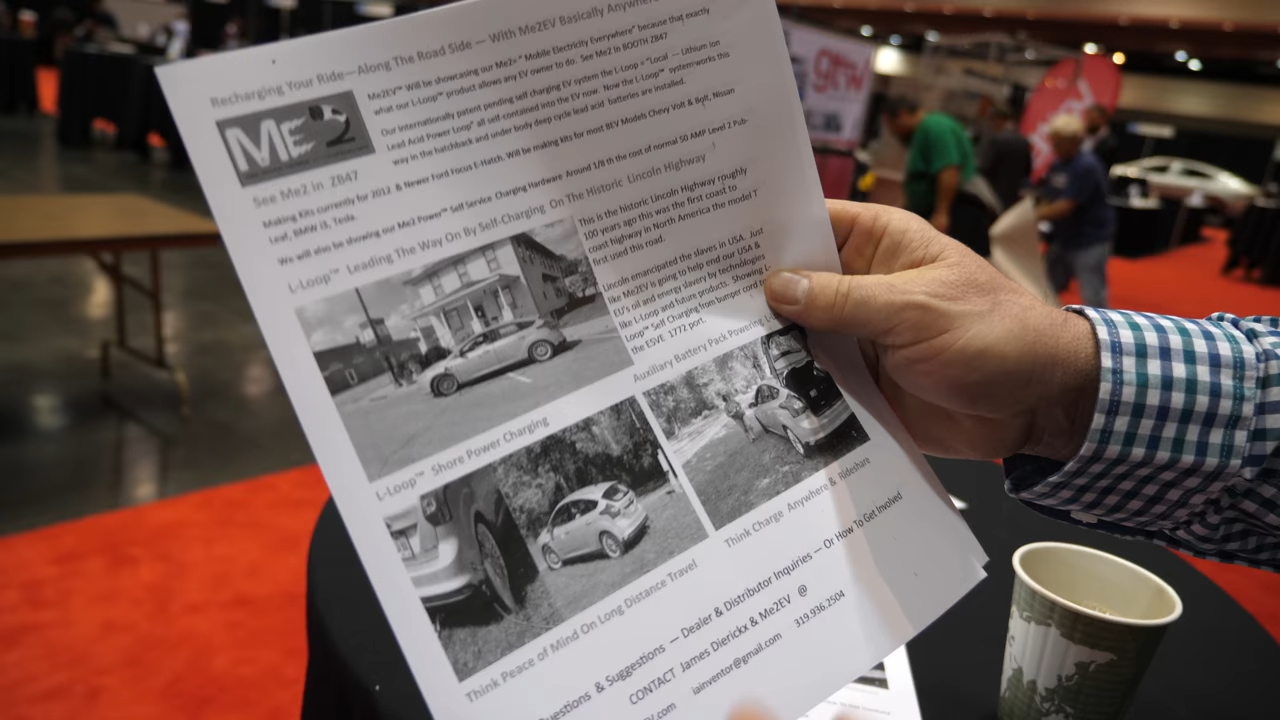 Recharging Your Ride—Along The Road Side — With Me2EV Basically Anywhere
Me2EV™ Will be showcasing our Me2=“ Mobile Electricity Everywhere” because that exactly
what our L-Loop™ product allows any EV owner to do. See Me2 in BOOTH ZB47
Our internationally patent pending self charging EV system the L-Loop = “Local — Lithium Ion
Lead Acid Power Loop” all self-contained into the EV now. Now the L-Loop™ system works this
way in the hatchback and under body deep cycle lead acid batteries are installed.
ME2
See Me2 in ZB47
Making Kits currently for 2012 & Newer Ford Focus E-Hatch. Will be making kits for most BEV Models Chevy Volt & Bolt, Nissan
Leaf, BMW i3, Tesla.
We will also be showing our Me2 Power™ Self Service Charging Hardware Around 1/8 th the cost of normal 50 AMP Level 2 Pub-
L-Loop™ Leading The Way On By Self-Charging On The Historic Lincoln Highway !
This is the historic Lincoln Highway roughly
100 years ago this was the first coast to
coast highway in North America the model T
first used this road.
Lincoln emancipated the slaves in USA. Just
like Me2EV is going to help end our USA &
EU's oil and energy slavery by technologies
like L-Loop and future products. Showing L-
Loop™ Self Charging from bumper cord to
the ESVE 1772 port.
Auxiliary Battery Pack Powering
L-Loop™ Shore Power Charging
Think Charge Anywhere & Rideshare
Think Peace of Mind On Long Distance Travel
Questions & Suggestions — Dealer & Distributor Inquiries — Or How To Get Involved
CONTACT James Dierickx & Me2EV @
iainventor@gmail.com 319.936.2504
.com
gtw